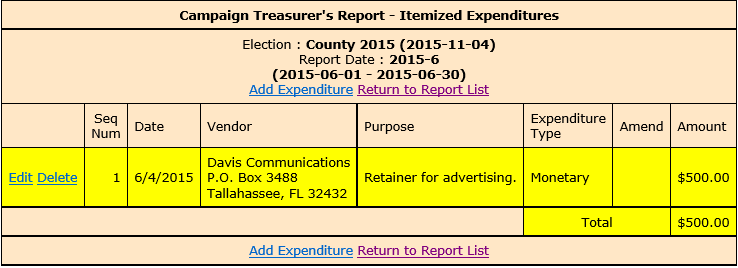 Campaign Treasurer's Report - Itemized Expenditures
Election : County 2015 (2015-11-04)
Report Date : 2015-6
(2015-06-01 - 2015-06-30)
Add Expenditure Return to Report List
Seq Num Date Vendor Purpose Expenditure Type Amend Amount
Edit Delete 1 6/4/2015 Davis Communications
P.O. Box 3488
Tallahassee, FL 32432
Retainer for advertising. Monetary $500.00
Total $500.00
Add Expenditure Return to Report List